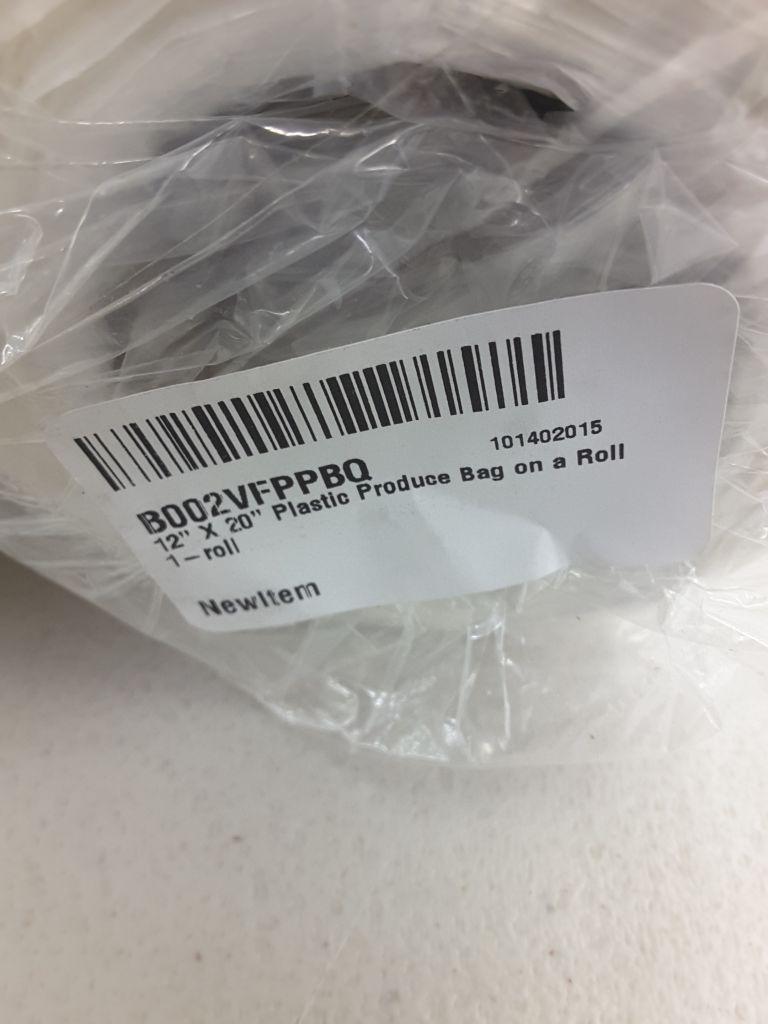 101402015
B002VFPPBQ
12" X 20" Plastic Produce Bag on a Roll
1-roll
NewItem